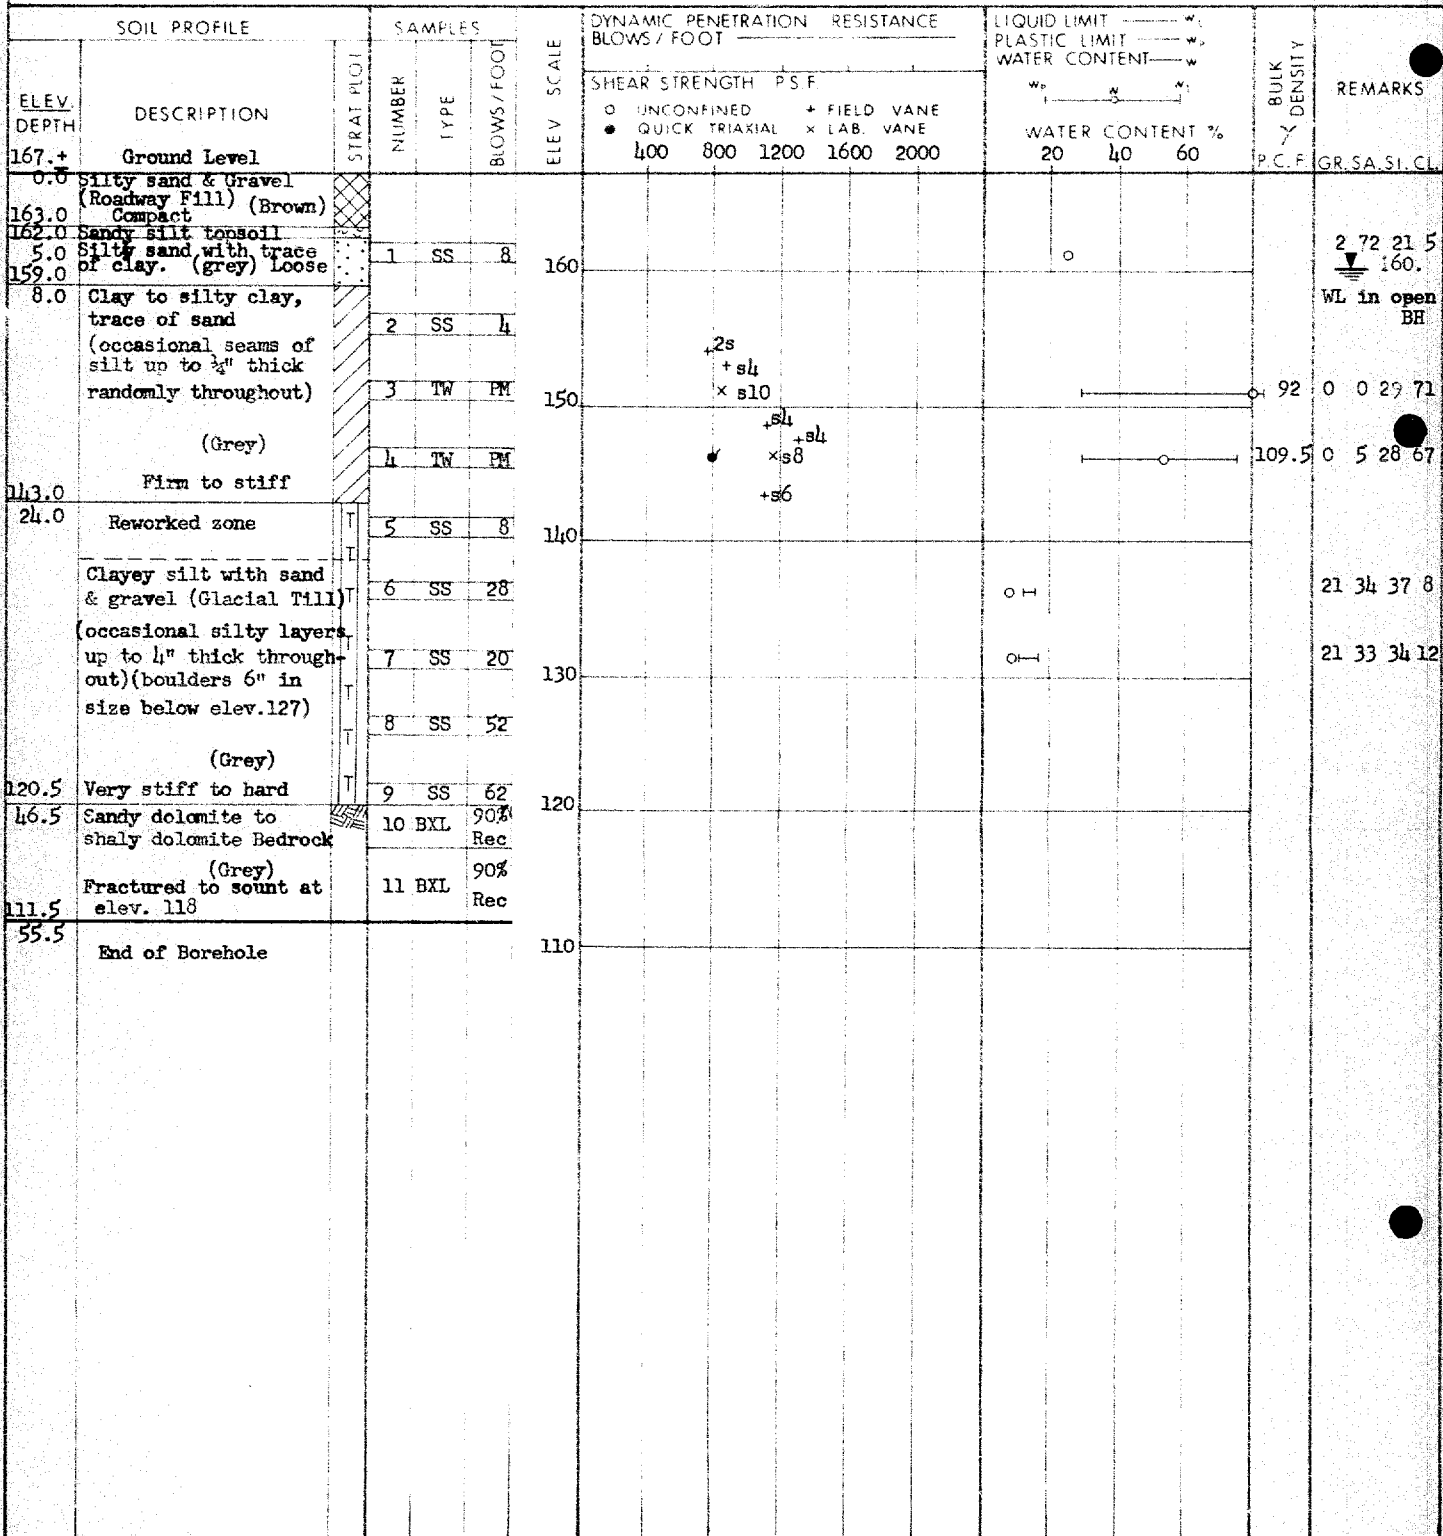 SOIL PROFILE
SAMPLES
ELEV SCALE
DYNAMIC PENETRATION RESISTANCE
BLOWS / FOOT
LIQUID LIMIT
PLASTIC LIMIT
WATER CONTENT w
BULK DENSITY
γ
P.C.F.
REMARKS
GR. SA. SI. CL.
ELEV.
DEPTH
DESCRIPTION
STRAT PLOT
NUMBER
TYPE
BLOWS / FOOT
SHEAR STRENGTH P S.F.
o UNCONFINED + FIELD VANE
● QUICK TRIAXIAL × LAB. VANE
400 800 1200 1600 2000
WATER CONTENT %
20 40 60
167.± Ground Level
0.0 Silty sand & Gravel
(Roadway Fill) (Brown)
163.0 Compact
162.0 Sandy silt topsoil
5.0 Silty sand with trace
of clay. (grey) Loose
159.0
1 SS 8
160
2 72 21 5
160.
WL in open
BH
8.0 Clay to silty clay,
trace of sand
(occasional seams of
silt up to ¼" thick
randomly throughout)
(Grey)
Firm to stiff
143.0
2 SS 4
+2s
+ s4
3 TW PM
× s10
92 0 0 29 71
150
+s4
+s4
4 TW PM
×s8
109.5 0 5 28 67
+s6
24.0 Reworked zone
5 SS 8
140
Clayey silt with sand
& gravel (Glacial Till)
6 SS 28
21 34 37 8
(occasional silty layers
up to 4" thick through-
out)(boulders 6" in
size below elev.127)
7 SS 20
21 33 34 12
130
8 SS 52
(Grey)
120.5 Very stiff to hard
9 SS 62
120
46.5 Sandy dolomite to
shaly dolomite Bedrock
10 BXL 90%
Rec
(Grey)
Fractured to sount at
111.5 elev. 118
11 BXL 90%
Rec
55.5
End of Borehole
110